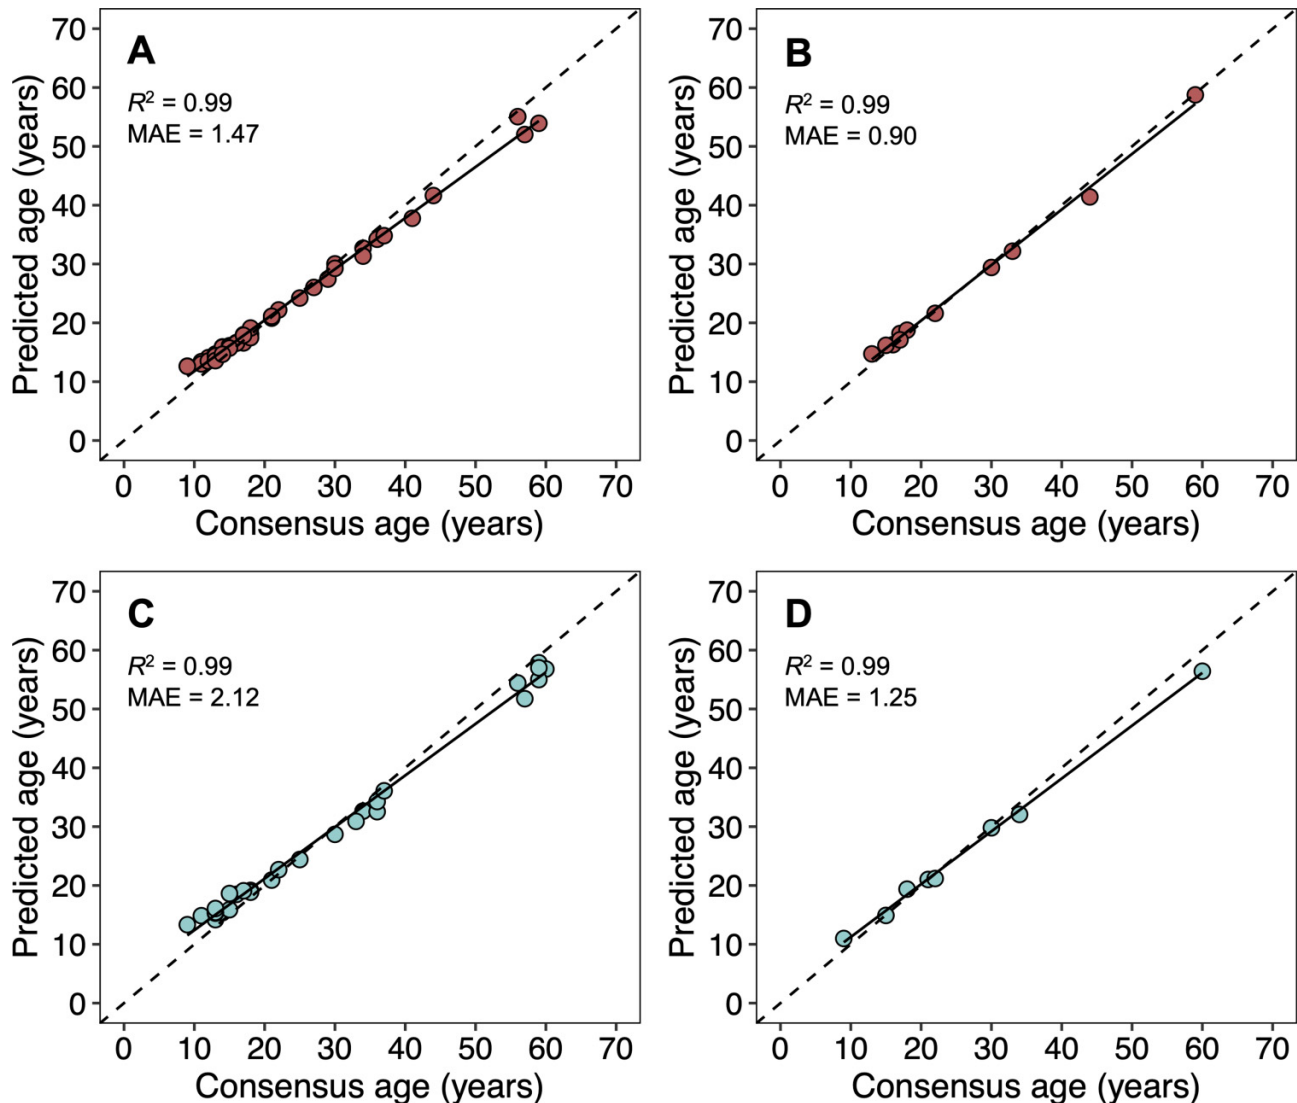 A
R² = 0.99
MAE = 1.47
Predicted age (years)
70
60
50
40
30
20
10
0
0 10 20 30 40 50 60 70
Consensus age (years)
B
R² = 0.99
MAE = 0.90
Predicted age (years)
70
60
50
40
30
20
10
0
0 10 20 30 40 50 60 70
Consensus age (years)
C
R² = 0.99
MAE = 2.12
Predicted age (years)
70
60
50
40
30
20
10
0
0 10 20 30 40 50 60 70
Consensus age (years)
D
R² = 0.99
MAE = 1.25
Predicted age (years)
70
60
50
40
30
20
10
0
0 10 20 30 40 50 60 70
Consensus age (years)